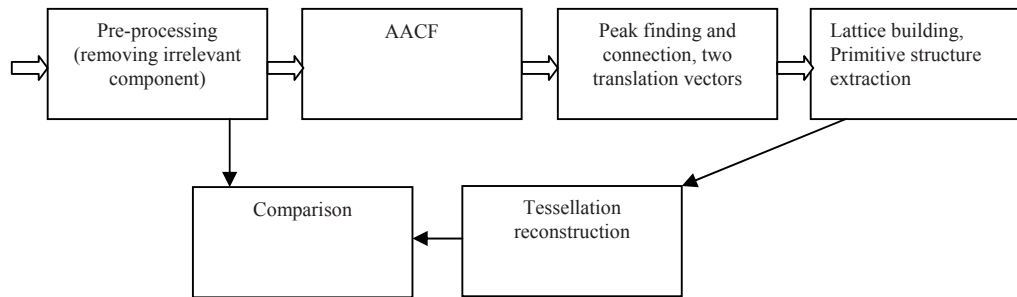 Pre-processing
(removing irrelevant
component)
AACF
Peak finding and
connection, two
translation vectors
Lattice building,
Primitive structure
extraction
Comparison
Tessellation
reconstruction